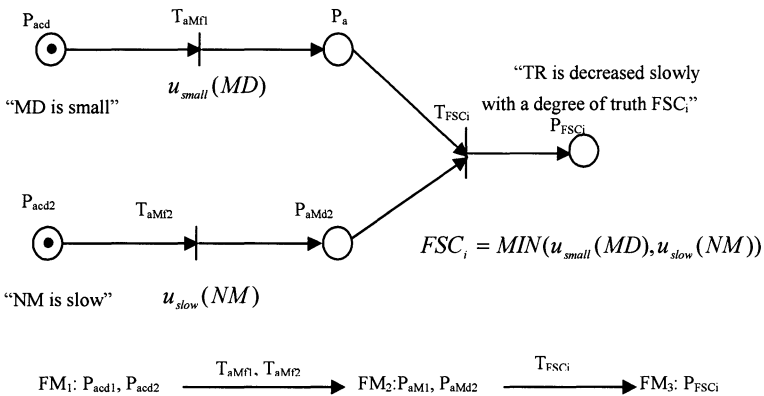 P_acd T_aMf1 P_a
u_small(MD)
"MD is small"
"TR is decreased slowly
with a degree of truth FSC_i"
T_FSCi
P_FSCi
P_acd2 T_aMf2 P_aMd2
FSC_i = MIN(u_small(MD), u_slow(NM))
"NM is slow" u_slow(NM)
T_aMf1, T_aMf2 T_FSCi
FM_1: P_acd1, P_acd2 FM_2:P_aM1, P_aMd2 FM_3: P_FSCi